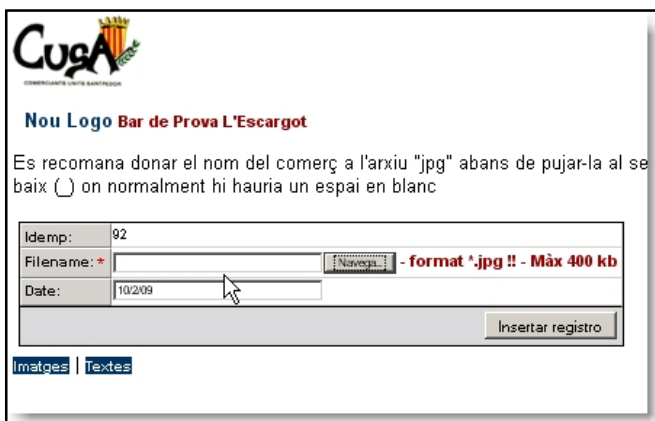 CUGA
COMERCIANTS UNITS SANTPEDOR
Nou Logo Bar de Prova L'Escargot
Es recomana donar el nom del comerç a l'arxiu "jpg" abans de pujar-la al se
baix (_) on normalment hi hauria un espai en blanc
Idemp: 92
Filename: * Navega... - format *.jpg !! - Màx 400 kb
Date: 10/2/09
Insertar registro
Imatges | Textes